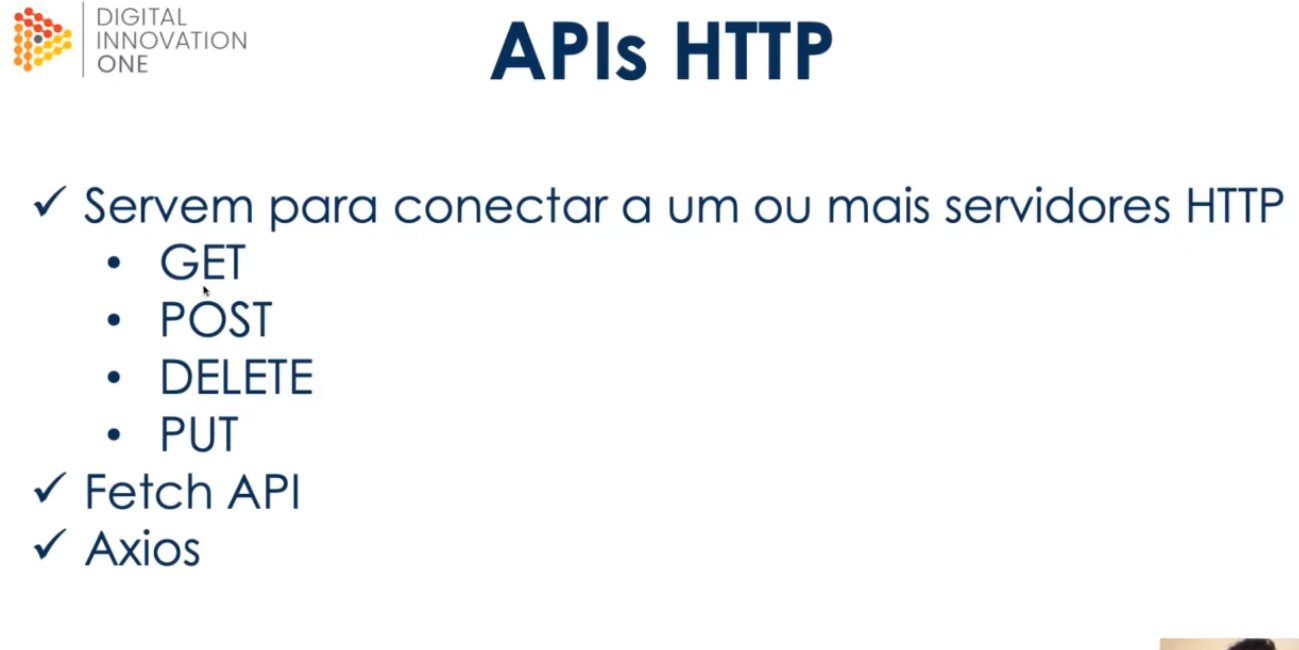 DIGITAL
INNOVATION
ONE
APIs HTTP
✓ Servem para conectar a um ou mais servidores HTTP
• GET
• POST
• DELETE
• PUT
✓ Fetch API
✓ Axios